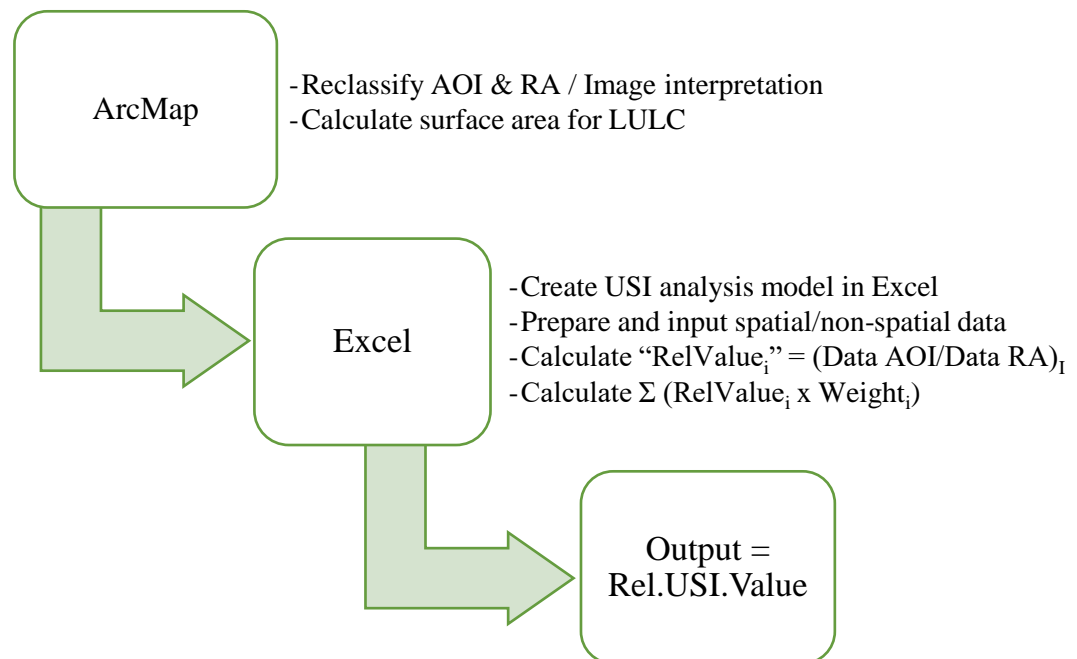 ArcMap
-Reclassify AOI & RA / Image interpretation
-Calculate surface area for LULC
Excel
-Create USI analysis model in Excel
-Prepare and input spatial/non-spatial data
-Calculate “RelValueᵢ” = (Data AOI/Data RA)I
-Calculate Σ (RelValueᵢ x Weightᵢ)
Output =
Rel.USI.Value